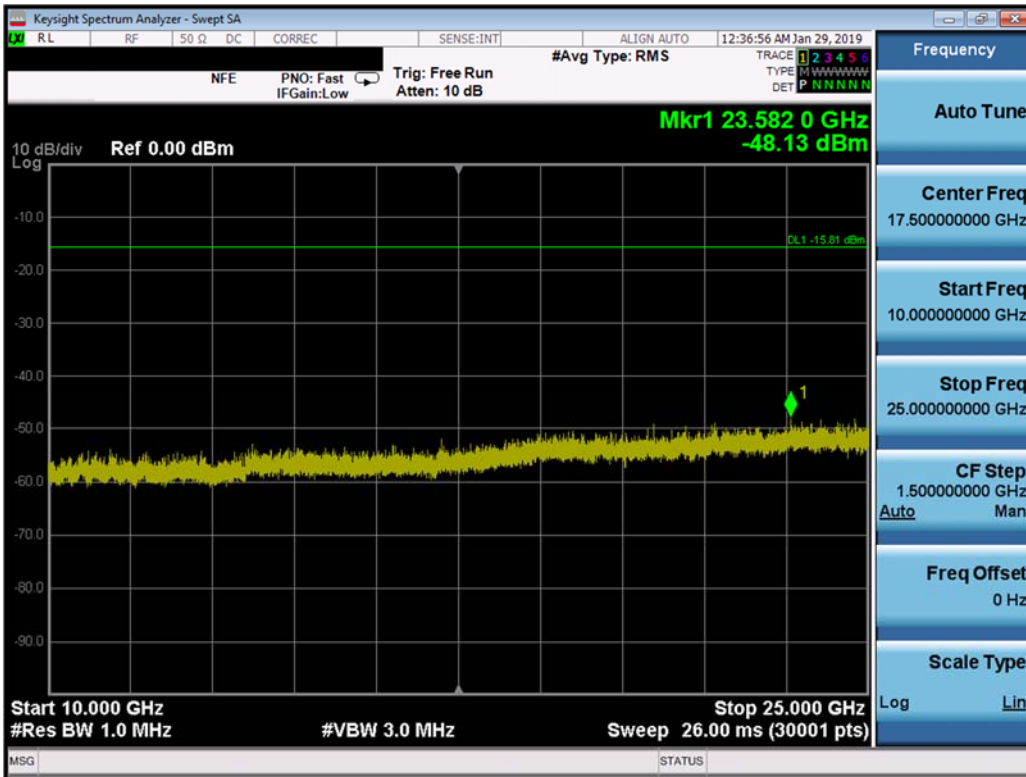 Keysight Spectrum Analyzer - Swept SA
LXI RL RF 50 Ω DC CORREC SENSE:INT ALIGN AUTO 12:36:56 AM Jan 29, 2019
#Avg Type: RMS
TRACE 1 2 3 4 5 6
NFE PNO: Fast Trig: Free Run TYPE M W W W W W
IFGain:Low Atten: 10 dB DET P N N N N N
Mkr1 23.582 0 GHz
-48.13 dBm
10 dB/div Ref 0.00 dBm
Log
-10.0
DL1 -15.81 dBm
-20.0
-30.0
-40.0
1
-50.0
-60.0
-70.0
-80.0
-90.0
Start 10.000 GHz Stop 25.000 GHz
#Res BW 1.0 MHz #VBW 3.0 MHz Sweep 26.00 ms (30001 pts)
MSG STATUS
Frequency
Auto Tune
Center Freq
17.500000000 GHz
Start Freq
10.000000000 GHz
Stop Freq
25.000000000 GHz
CF Step
1.500000000 GHz
Auto Man
Freq Offset
0 Hz
Scale Type
Log Lin